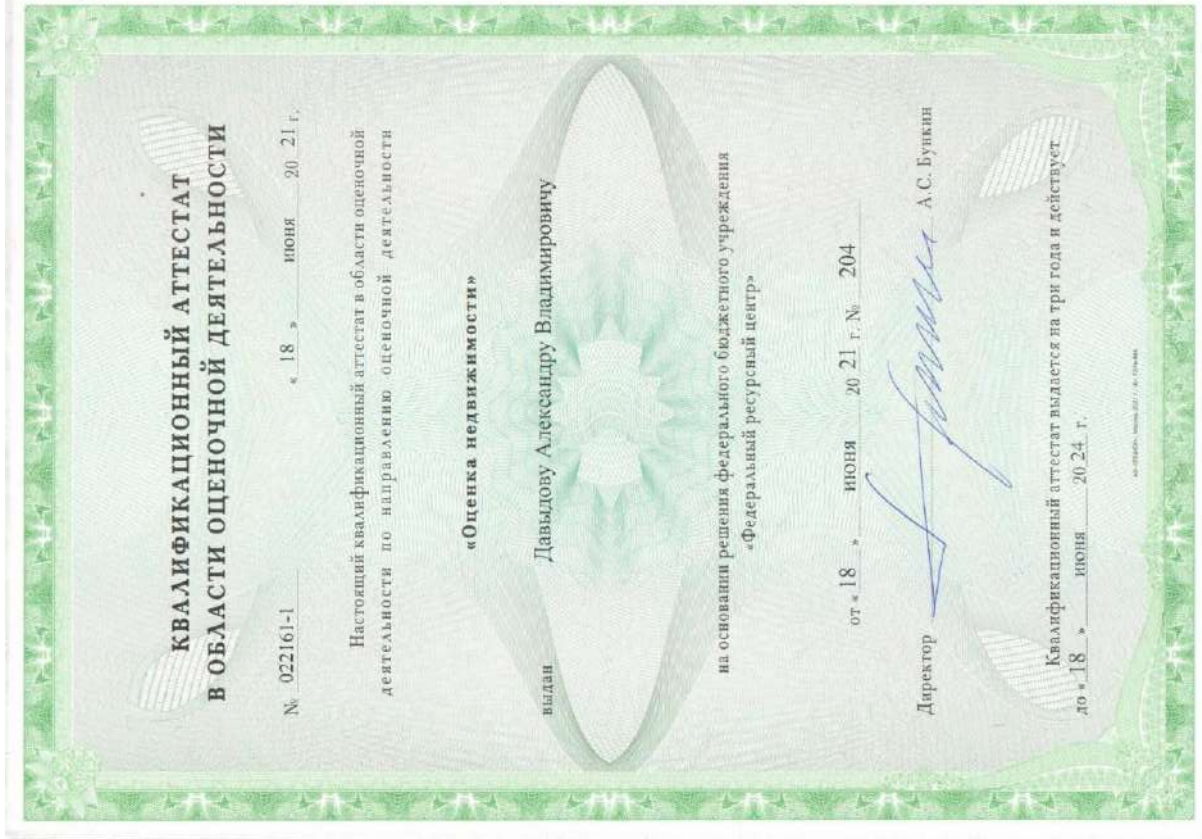 КВАЛИФИКАЦИОННЫЙ АТТЕСТАТ
В ОБЛАСТИ ОЦЕНОЧНОЙ ДЕЯТЕЛЬНОСТИ
№ 022161-1 « 18 » июня 20 21 г.
Настоящий квалификационный аттестат в области оценочной
деятельности по направлению оценочной деятельности
«Оценка недвижимости»
выдан Давыдову Александру Владимировичу
на основании решения федерального бюджетного учреждения
«Федеральный ресурсный центр»
от « 18 » июня 20 21 г. № 204
Директор А.С. Бункин
Квалификационный аттестат выдается на три года и действует
до « 18 » июня 20 24 г.